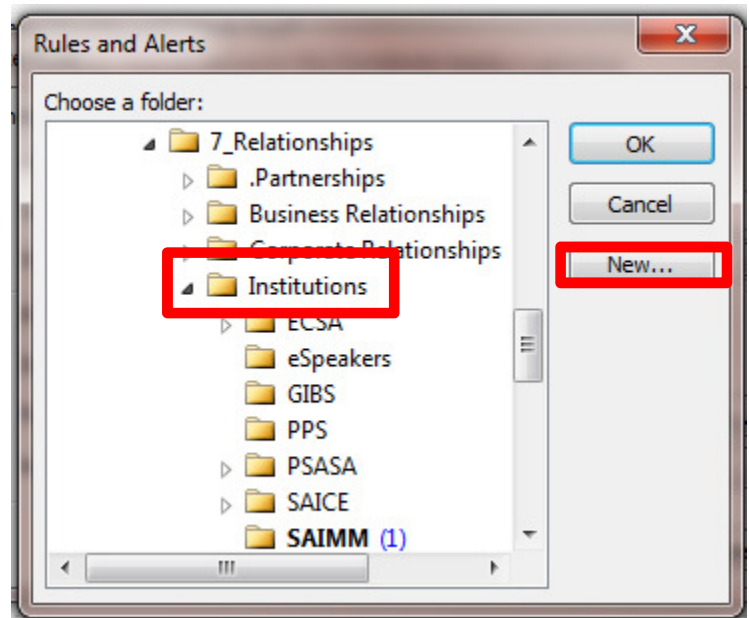 Rules and Alerts
Choose a folder:
7_Relationships
.Partnerships
Business Relationships
Corporate Relationships
Institutions
ECSA
eSpeakers
GIBS
PPS
PSASA
SAICE
SAIMM (1)
OK
Cancel
New...